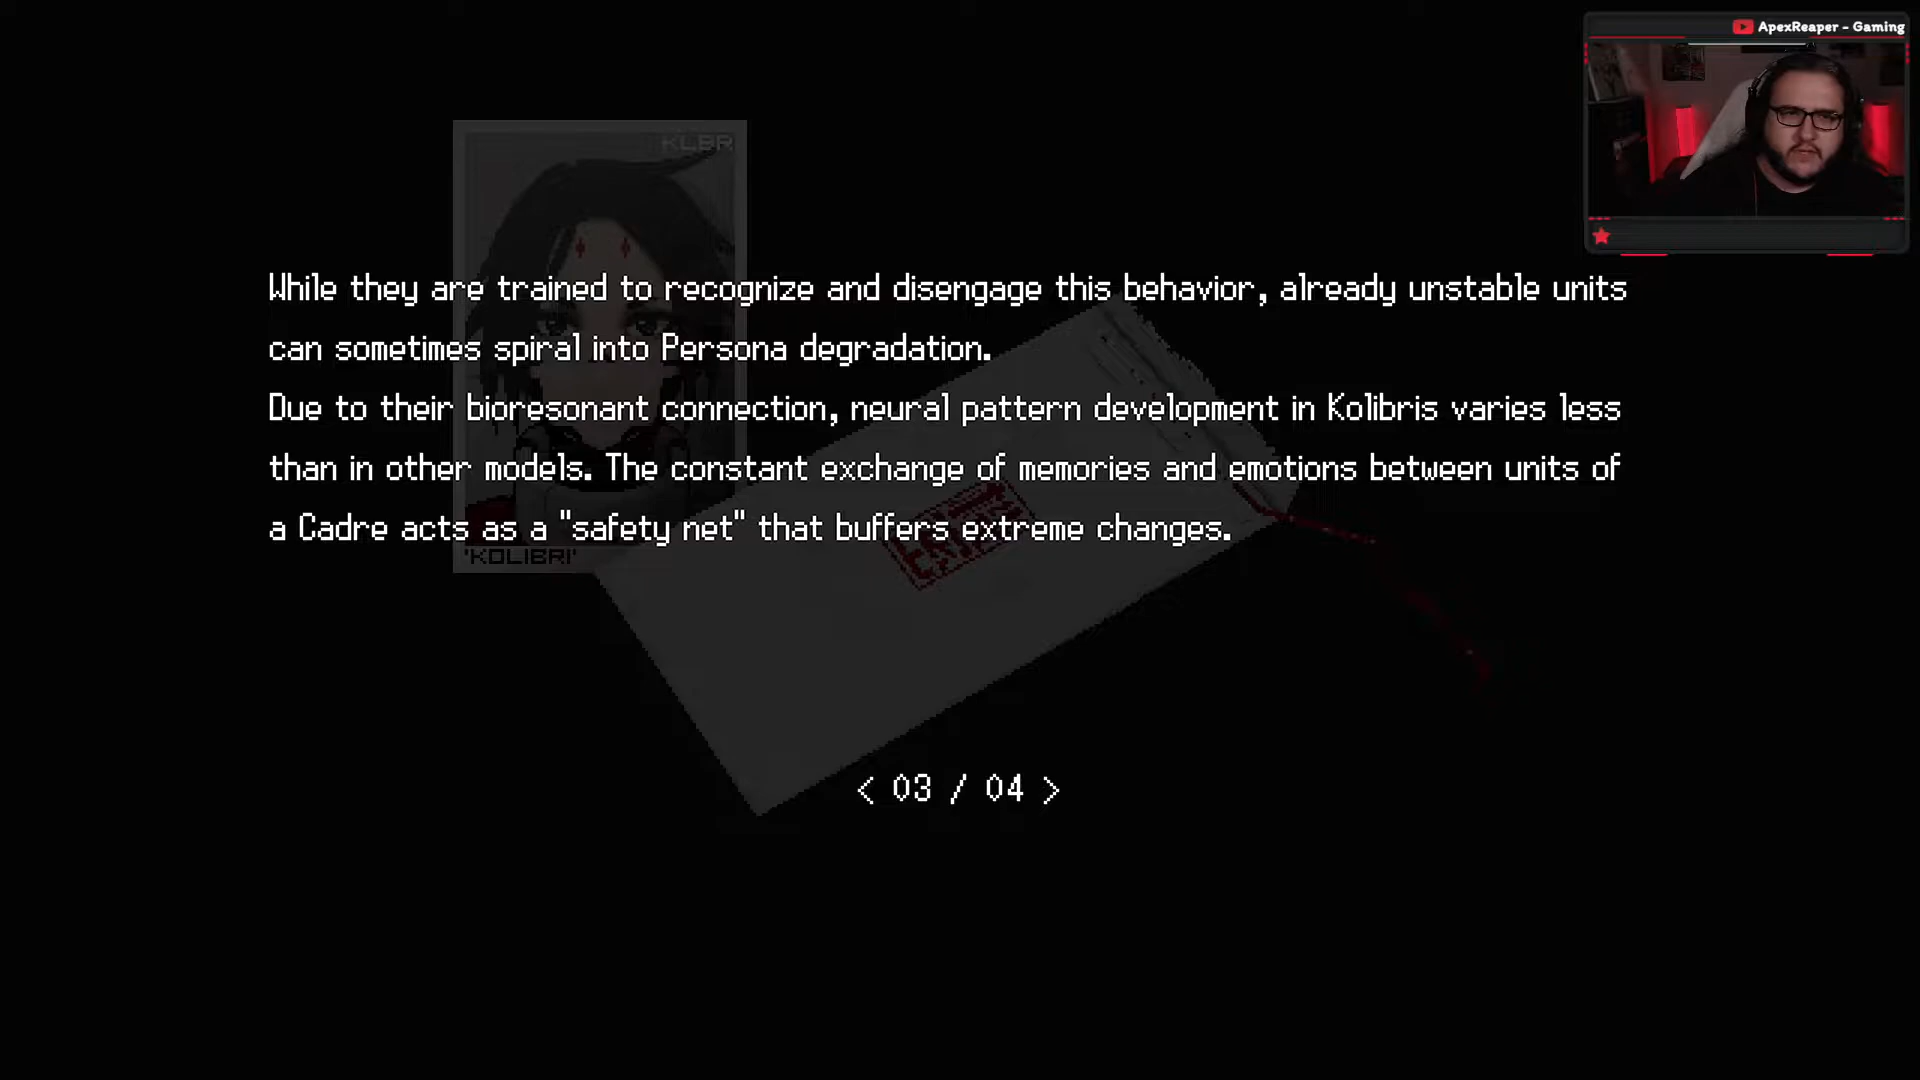 ApexReaper - Gaming
KLBR
While they are trained to recognize and disengage this behavior, already unstable units
can sometimes spiral into Persona degradation.
Due to their bioresonant connection, neural pattern development in Kolibris varies less
than in other models. The constant exchange of memories and emotions between units of
a Cadre acts as a "safety net" that buffers extreme changes.
"KOLIBRI"
< 03 / 04 >